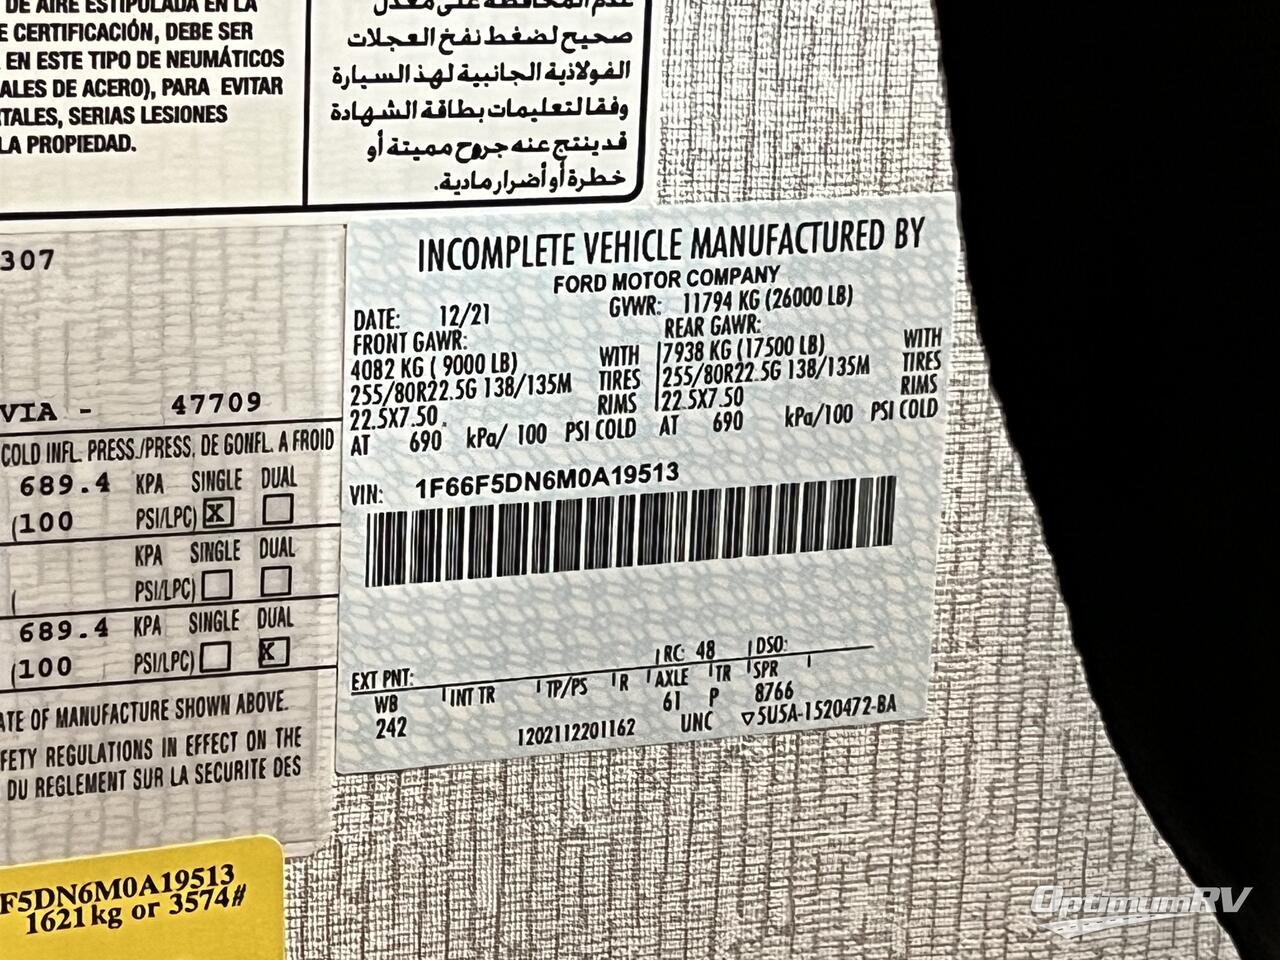 DE AIRE ESTIPULADA EN LA
E CERTIFICACIÓN, DEBE SER
EN ESTE TIPO DE NEUMÁTICOS
ALES DE ACERO), PARA EVITAR
TALES, SERIAS LESIONES
LA PROPIEDAD.
عدم المحافظة على معدل
صحيح لضغط نفخ العجلات
الفولاذية الجانبية لهذ السيارة
وفقا لتعليمات بطاقة الشهادة
قد ينتج عنه جروح مميتة أو
خطرة أو أضرار مادية.
307
VIA - 47709
COLD INFL. PRESS./PRESS. DE GONFL. A FROID
689.4 KPA SINGLE DUAL
(100 PSI/LPC) X
KPA SINGLE DUAL
( PSI/LPC)
689.4 KPA SINGLE DUAL
(100 PSI/LPC) X
ATE OF MANUFACTURE SHOWN ABOVE.
FETY REGULATIONS IN EFFECT ON THE
DU REGLEMENT SUR LA SECURITE DES
F5DN6M0A19513
1621 kg or 3574#
INCOMPLETE VEHICLE MANUFACTURED BY
FORD MOTOR COMPANY
DATE: 12/21 GVWR: 11794 KG (26000 LB)
FRONT GAWR: REAR GAWR:
4082 KG ( 9000 LB) WITH 7938 KG (17500 LB) WITH
255/80R22.5G 138/135M TIRES 255/80R22.5G 138/135M TIRES
22.5X7.50 RIMS 22.5X7.50 RIMS
AT 690 kPa/ 100 PSI COLD AT 690 kPa/100 PSI COLD
VIN: 1F66F5DN6M0A19513
EXT PNT: RC: 48 DSO:
WB INT TR TP/PS R AXLE TR SPR
242 61 P 8766
1202112201162 UNC ▽5U5A-1520472-BA
OptimumRV